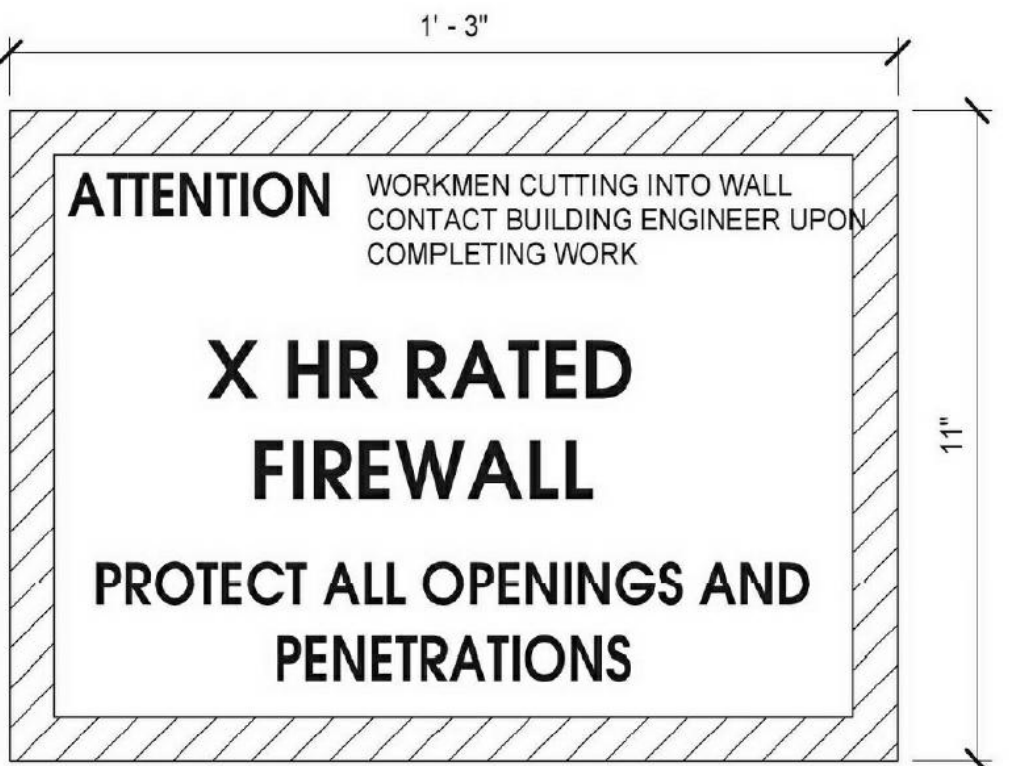 1' - 3"
ATTENTION
WORKMEN CUTTING INTO WALL
CONTACT BUILDING ENGINEER UPON
COMPLETING WORK
X HR RATED
FIREWALL
11"
PROTECT ALL OPENINGS AND
PENETRATIONS